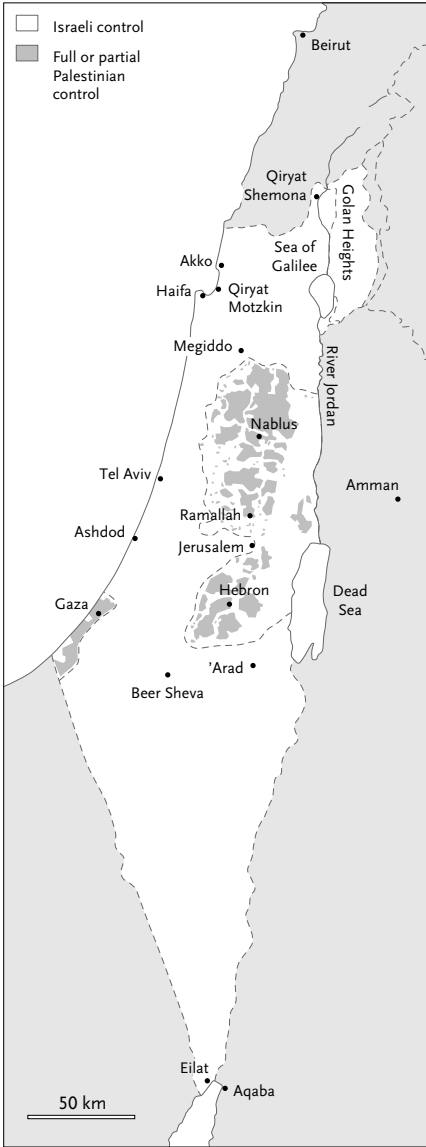 Israeli control
Full or partial
Palestinian
control
Beirut
Qiryat
Shemona
Golan Heights
Sea of
Galilee
Akko
Haifa
Qiryat
Motzkin
Megiddo
River Jordan
Nablus
Tel Aviv
Amman
Ramallah
Ashdod
Jerusalem
Gaza
Hebron
Dead
Sea
'Arad
Beer Sheva
Eilat
Aqaba
50 km